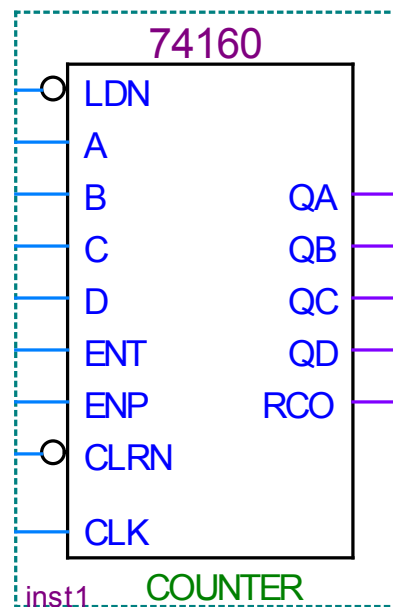 74160
LDN
A
B QA
C QB
D QC
ENT QD
ENP RCO
CLRN
CLK
inst1 COUNTER